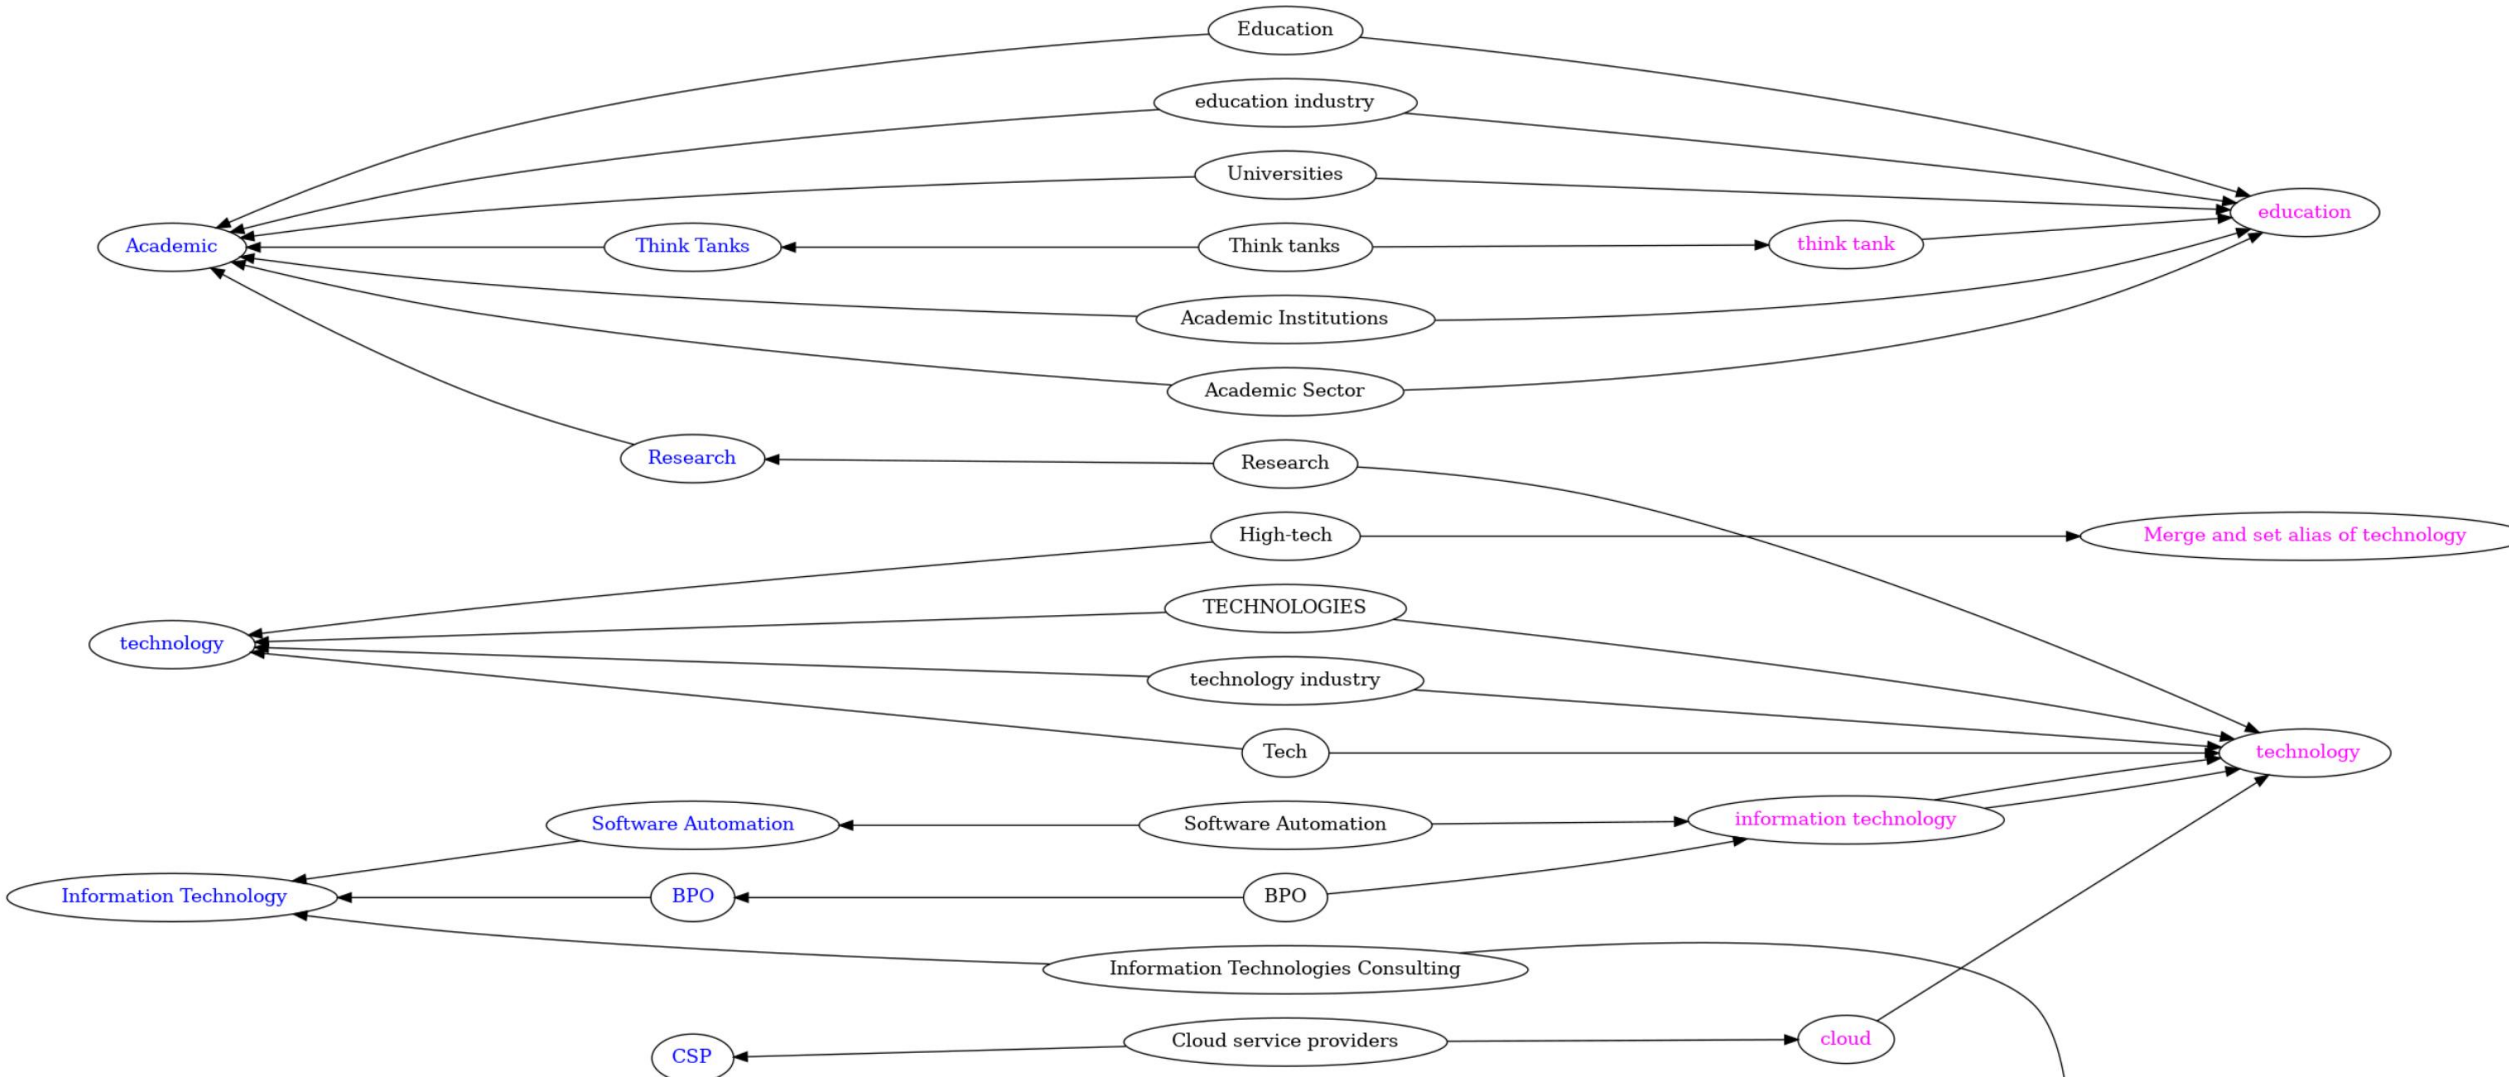 Education
education industry
Universities
education
Academic
Think Tanks
Think tanks
think tank
Academic Institutions
Academic Sector
Research
Research
High-tech
Merge and set alias of technology
TECHNOLOGIES
technology
technology industry
Tech
technology
Software Automation
Software Automation
information technology
Information Technology
BPO
BPO
Information Technologies Consulting
CSP
Cloud service providers
cloud